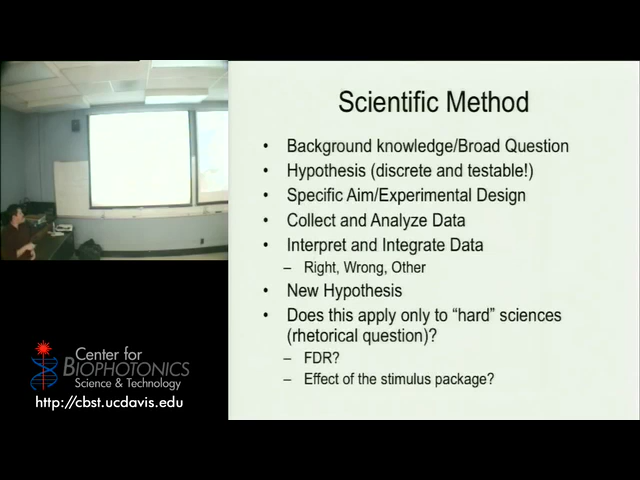 Scientific Method
• Background knowledge/Broad Question
• Hypothesis (discrete and testable!)
• Specific Aim/Experimental Design
• Collect and Analyze Data
• Interpret and Integrate Data
– Right, Wrong, Other
• New Hypothesis
• Does this apply only to “hard” sciences
(rhetorical question)?
– FDR?
– Effect of the stimulus package?
Center for
BIOPHOTONICS
Science & Technology
http://cbst.ucdavis.edu